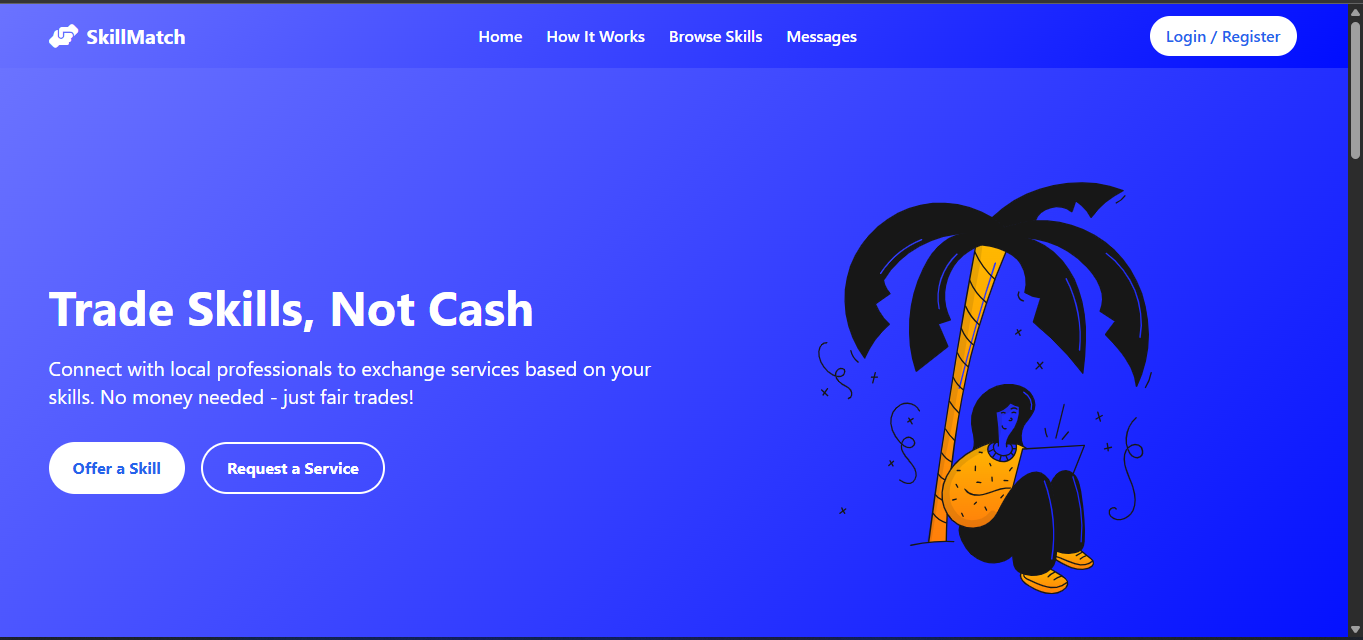 SkillMatch
Home
How It Works
Browse Skills
Messages
Login / Register
Trade Skills, Not Cash
Connect with local professionals to exchange services based on your
skills. No money needed - just fair trades!
Offer a Skill
Request a Service